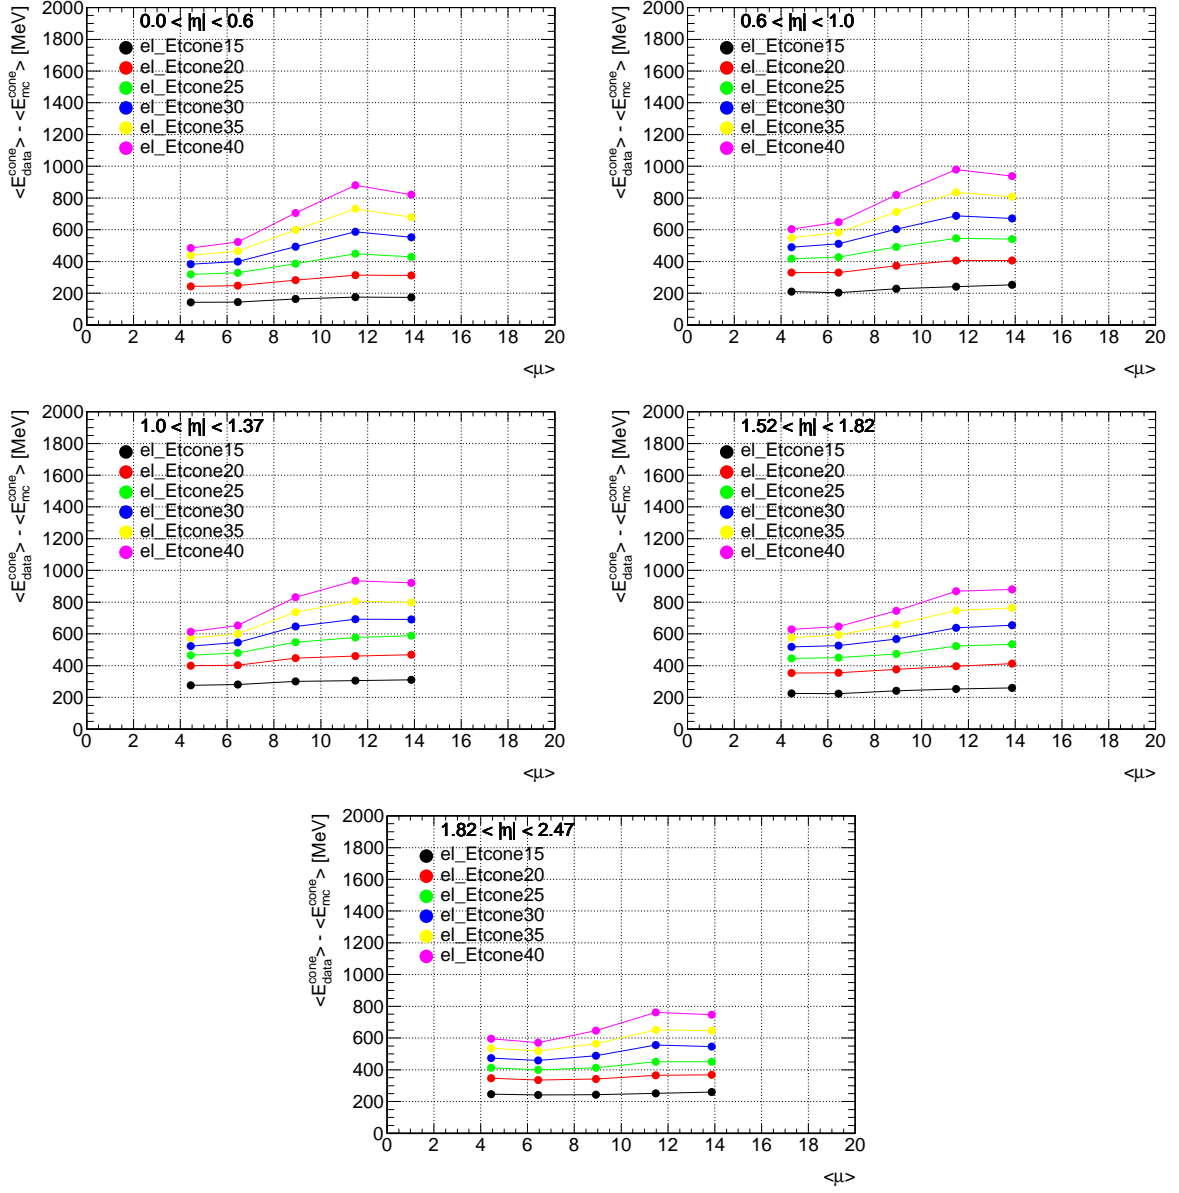 0.0 < |η| < 0.6
el_Etcone15
el_Etcone20
el_Etcone25
el_Etcone30
el_Etcone35
el_Etcone40
<E_data^cone> - <E_mc^cone> [MeV]
2000
1800
1600
1400
1200
1000
800
600
400
200
0
0 2 4 6 8 10 12 14 16 18 20
<μ>
0.6 < |η| < 1.0
el_Etcone15
el_Etcone20
el_Etcone25
el_Etcone30
el_Etcone35
el_Etcone40
<E_data^cone> - <E_mc^cone> [MeV]
2000
1800
1600
1400
1200
1000
800
600
400
200
0
0 2 4 6 8 10 12 14 16 18 20
<μ>
1.0 < |η| < 1.37
el_Etcone15
el_Etcone20
el_Etcone25
el_Etcone30
el_Etcone35
el_Etcone40
<E_data^cone> - <E_mc^cone> [MeV]
2000
1800
1600
1400
1200
1000
800
600
400
200
0
0 2 4 6 8 10 12 14 16 18 20
<μ>
1.52 < |η| < 1.82
el_Etcone15
el_Etcone20
el_Etcone25
el_Etcone30
el_Etcone35
el_Etcone40
<E_data^cone> - <E_mc^cone> [MeV]
2000
1800
1600
1400
1200
1000
800
600
400
200
0
0 2 4 6 8 10 12 14 16 18 20
<μ>
1.82 < |η| < 2.47
el_Etcone15
el_Etcone20
el_Etcone25
el_Etcone30
el_Etcone35
el_Etcone40
<E_data^cone> - <E_mc^cone> [MeV]
2000
1800
1600
1400
1200
1000
800
600
400
200
0
0 2 4 6 8 10 12 14 16 18 20
<μ>